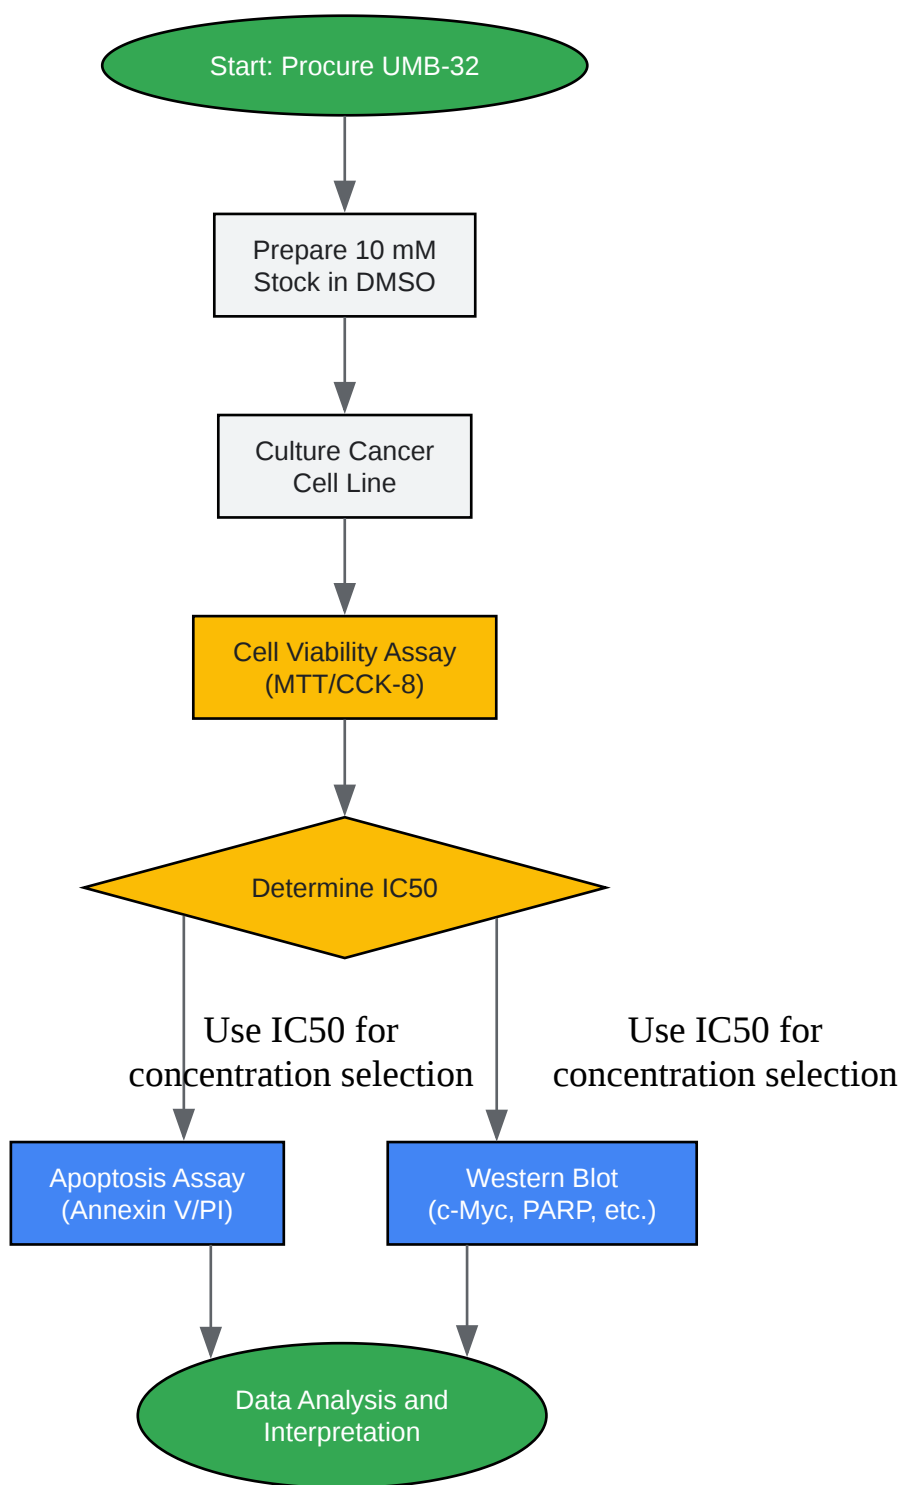 Start: Procure UMB-32
Prepare 10 mM
Stock in DMSO
Culture Cancer
Cell Line
Cell Viability Assay
(MTT/CCK-8)
Determine IC50
Use IC50 for
concentration selection
Use IC50 for
concentration selection
Apoptosis Assay
(Annexin V/PI)
Western Blot
(c-Myc, PARP, etc.)
Data Analysis and
Interpretation